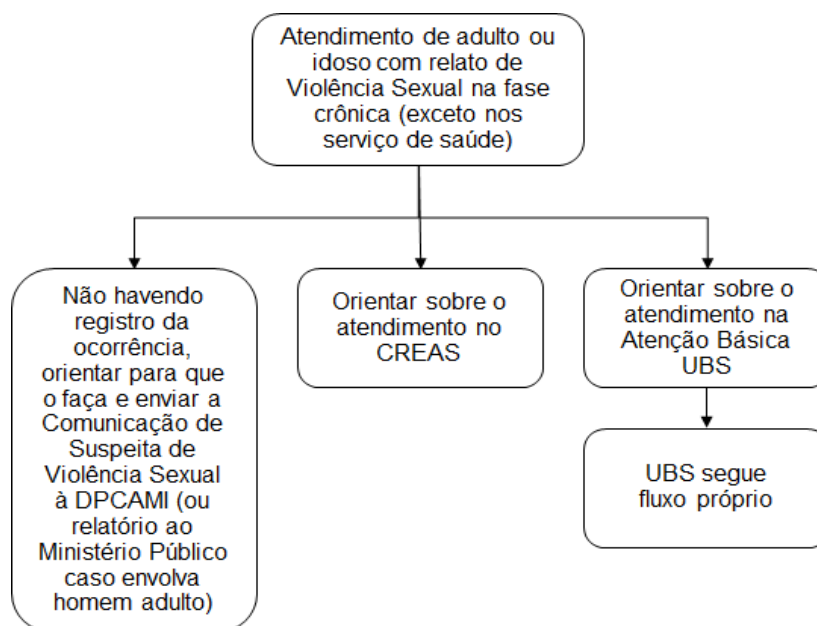 Atendimento de adulto ou
idoso com relato de
Violência Sexual na fase
crônica (exceto nos
serviço de saúde)
Não havendo
registro da
ocorrência,
orientar para que
o faça e enviar a
Comunicação de
Suspeita de
Violência Sexual
à DPCAMI (ou
relatório ao
Ministério Público
caso envolva
homem adulto)
Orientar sobre o
atendimento no
CREAS
Orientar sobre o
atendimento na
Atenção Básica
UBS
UBS segue
fluxo próprio